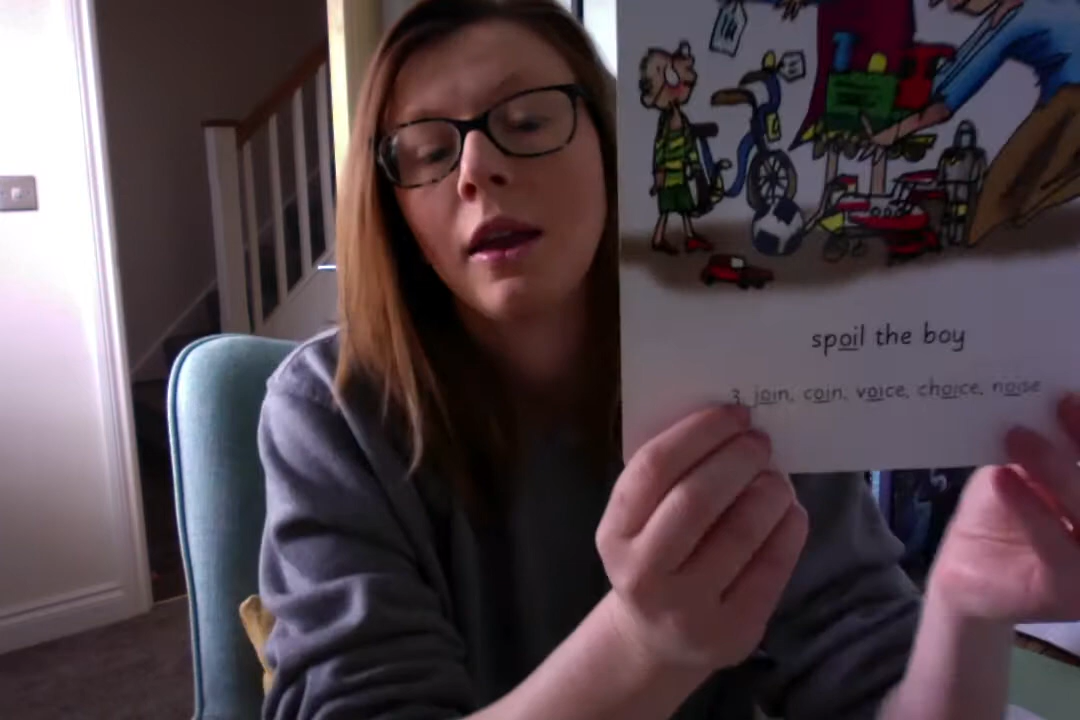 spoil the boy
3. join, coin, voice, choice, noise